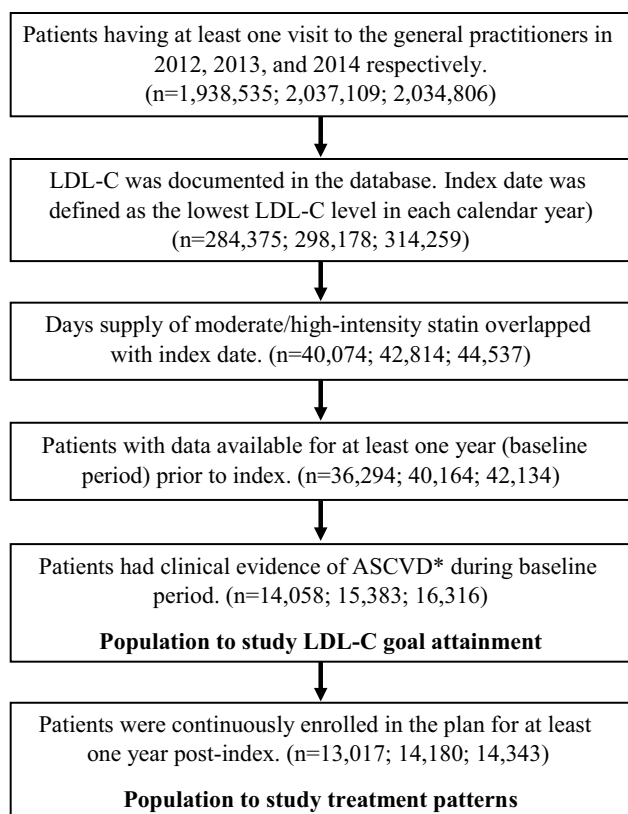 Patients having at least one visit to the general practitioners in
2012, 2013, and 2014 respectively.
(n=1,938,535; 2,037,109; 2,034,806)
LDL-C was documented in the database. Index date was
defined as the lowest LDL-C level in each calendar year)
(n=284,375; 298,178; 314,259)
Days supply of moderate/high-intensity statin overlapped
with index date. (n=40,074; 42,814; 44,537)
Patients with data available for at least one year (baseline
period) prior to index. (n=36,294; 40,164; 42,134)
Patients had clinical evidence of ASCVD* during baseline
period. (n=14,058; 15,383; 16,316)
Population to study LDL-C goal attainment
Patients were continuously enrolled in the plan for at least
one year post-index. (n=13,017; 14,180; 14,343)
Population to study treatment patterns